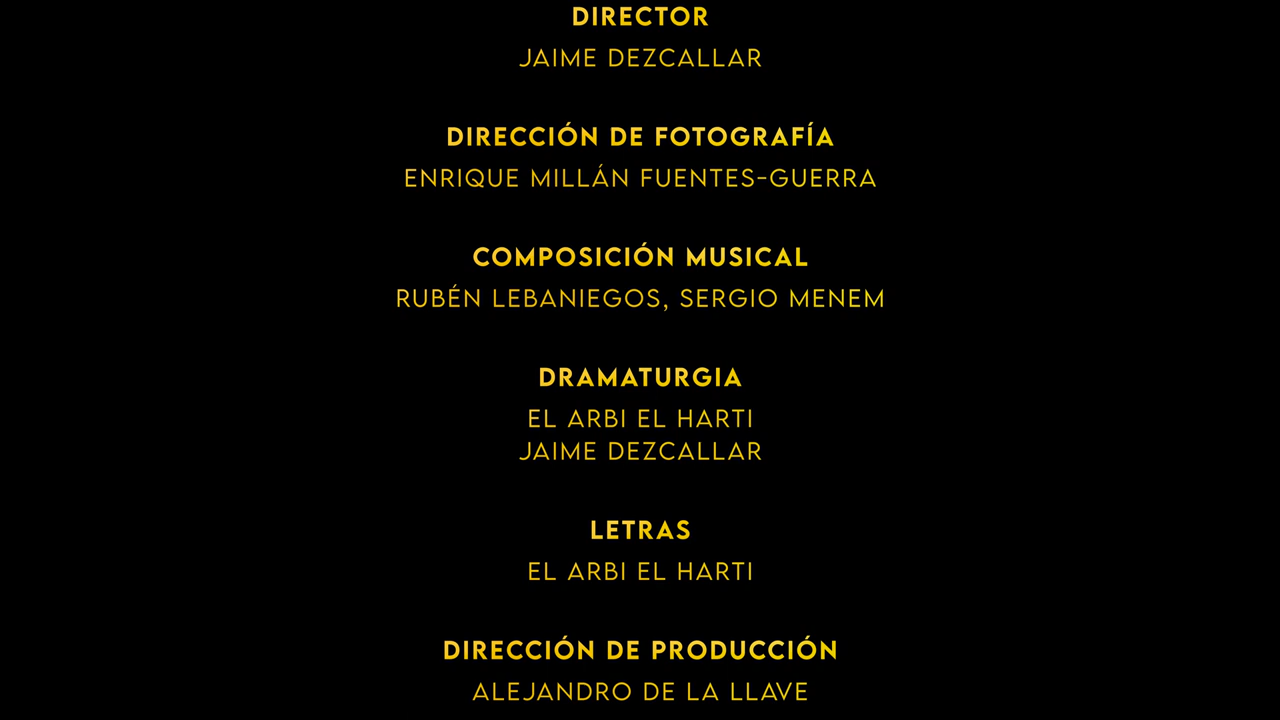 DIRECTOR
JAIME DEZCALLAR
DIRECCIÓN DE FOTOGRAFÍA
ENRIQUE MILLÁN FUENTES-GUERRA
COMPOSICIÓN MUSICAL
RUBÉN LEBANIEGOS, SERGIO MENEM
DRAMATURGIA
EL ARBI EL HARTI
JAIME DEZCALLAR
LETRAS
EL ARBI EL HARTI
DIRECCIÓN DE PRODUCCIÓN
ALEJANDRO DE LA LLAVE